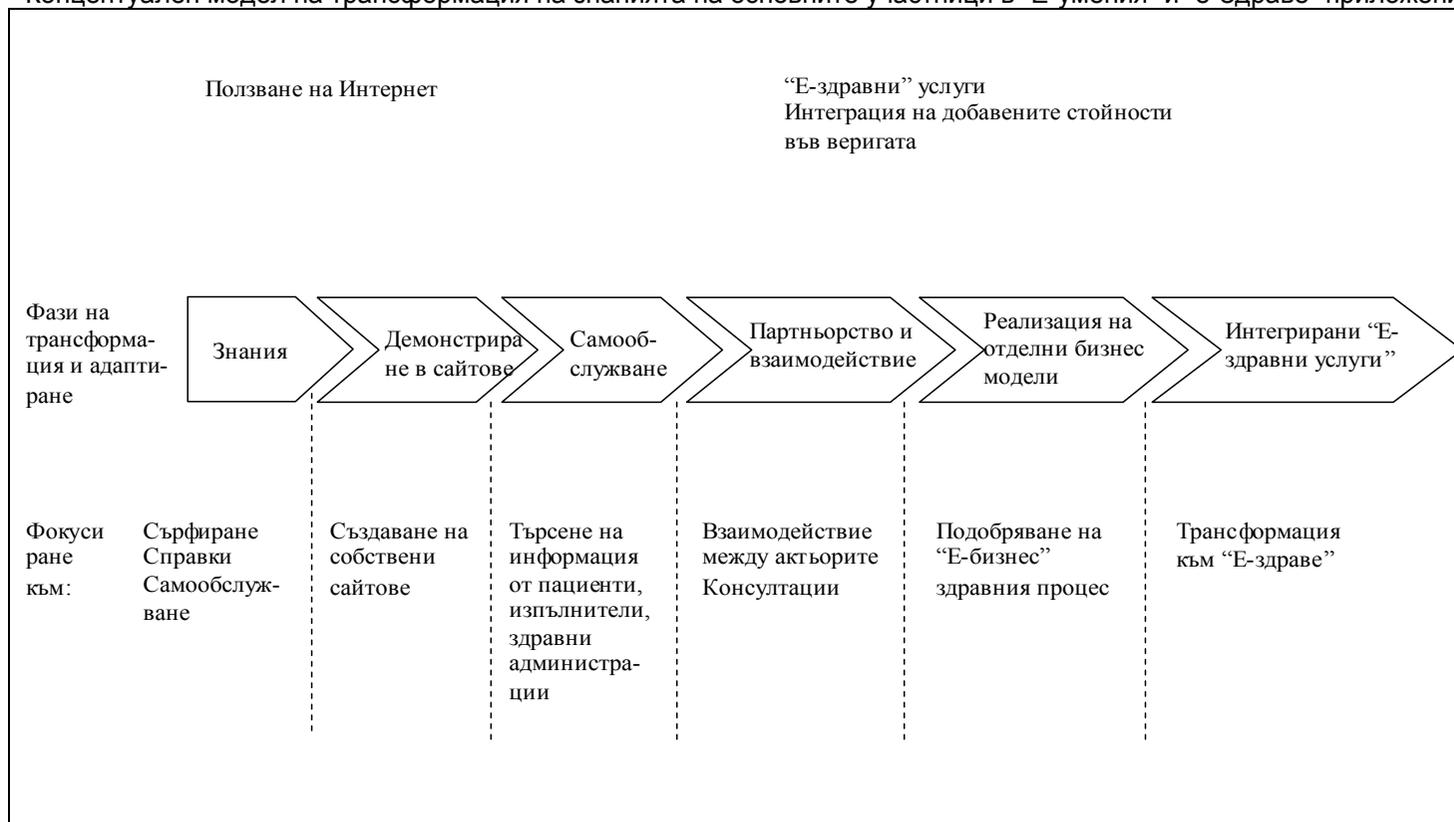 Концептуален модел на трансформация на знанията на основните участници в “Е-умения” и “е-здраве” приложени
Ползване на Интернет
“Е-здравни” услуги
Интеграция на добавените стойности
във веригата
Фази на
трансформа-
ция и адапти-
ране
Знания
Демонстрира
не в сайтове
Самооб-
служване
Партньорство и
взаимодействие
Реализация на
отделни бизнес
модели
Интегрирани “Е-
здравни услуги”
Фокуси
ране
към:
Сърфиране
Справки
Самообслуж-
ване
Създаване на
собствени
сайтове
Търсене на
информация
от пациенти,
изпълнители,
здравни
администра-
ции
Взаимодействие
между актьорите
Консултации
Подобряване на
“Е-бизнес”
здравния процес
Трансформация
към “Е-здраве”